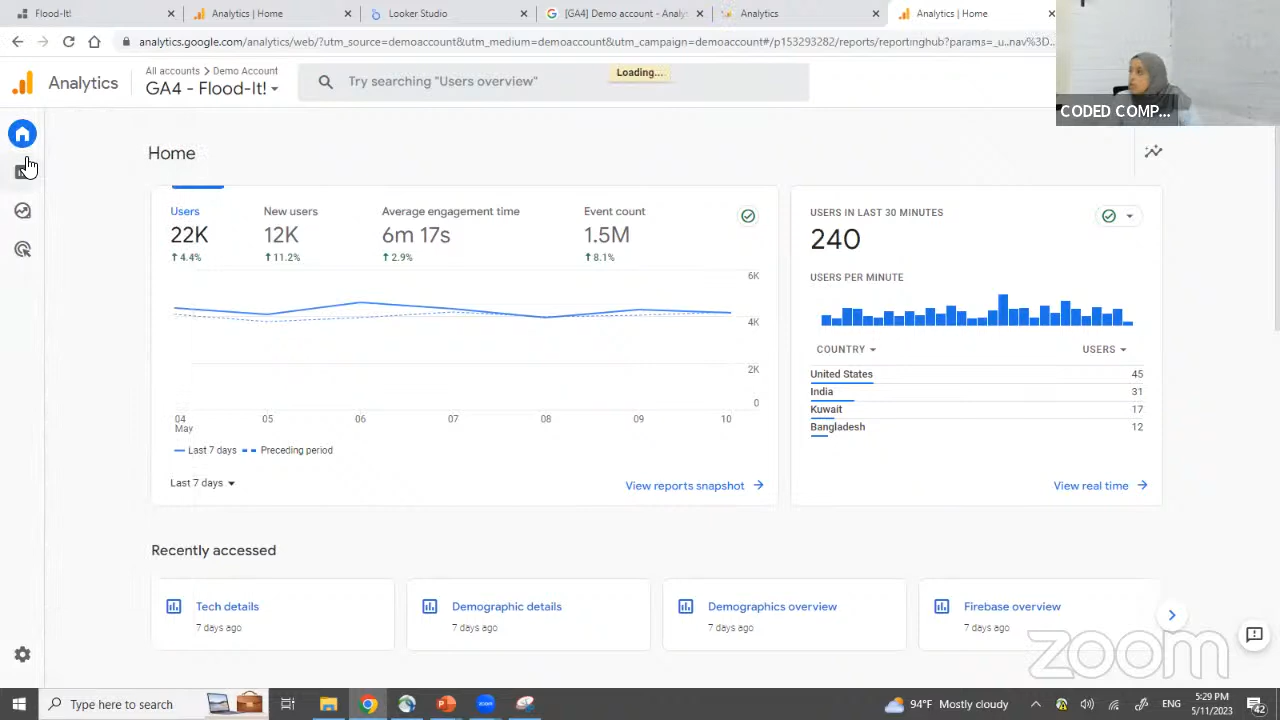 Flood-It!
Analytics | Home
Looker Studio
[GA4] Demo account - Analyt
Analytics
Analytics | Home
analytics.google.com/analytics/web/?utm_source=demoaccount&utm_medium=demoaccount&utm_campaign=demoaccount#/p153293282/reports/reportinghub?params=_u..nav%3D...
Analytics
All accounts > Demo Account
GA4 - Flood-It!
Try searching "Users overview"
Loading...
CODED COMP...
Home
Users
New users
Average engagement time
Event count
22K
12K
6m 17s
1.5M
4.4%
11.2%
2.9%
8.1%
6K
4K
2K
0
04
May
05
06
07
08
09
10
Last 7 days
Preceding period
Last 7 days
View reports snapshot
USERS IN LAST 30 MINUTES
240
USERS PER MINUTE
COUNTRY
USERS
United States
45
India
31
Kuwait
17
Bangladesh
12
View real time
Recently accessed
Tech details
7 days ago
Demographic details
7 days ago
Demographics overview
7 days ago
Firebase overview
7 days ago
zoom
Type here to search
94°F Mostly cloudy
ENG
5:29 PM
5/11/2023
42